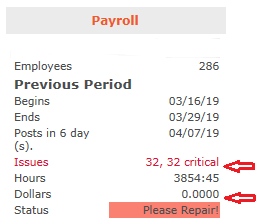 Payroll
Employees 286
Previous Period
Begins 03/16/19
Ends 03/29/19
Posts in 6 day 04/07/19
(s).
Issues 32, 32 critical
Hours 3854:45
Dollars 0.0000
Status Please Repair!